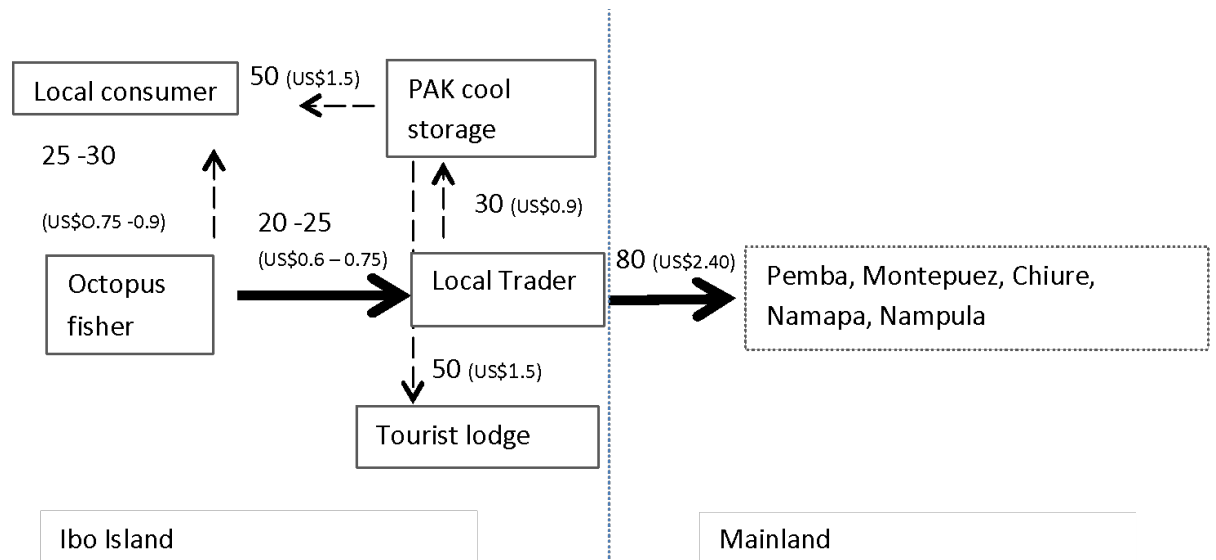 Local consumer
50 (US$1.5)
PAK cool
storage
25 -30
(US$O.75 -0.9)
20 -25
(US$0.6 – 0.75)
30 (US$0.9)
Octopus
fisher
Local Trader
80 (US$2.40)
Pemba, Montepuez, Chiure,
Namapa, Nampula
50 (US$1.5)
Tourist lodge
Ibo Island
Mainland